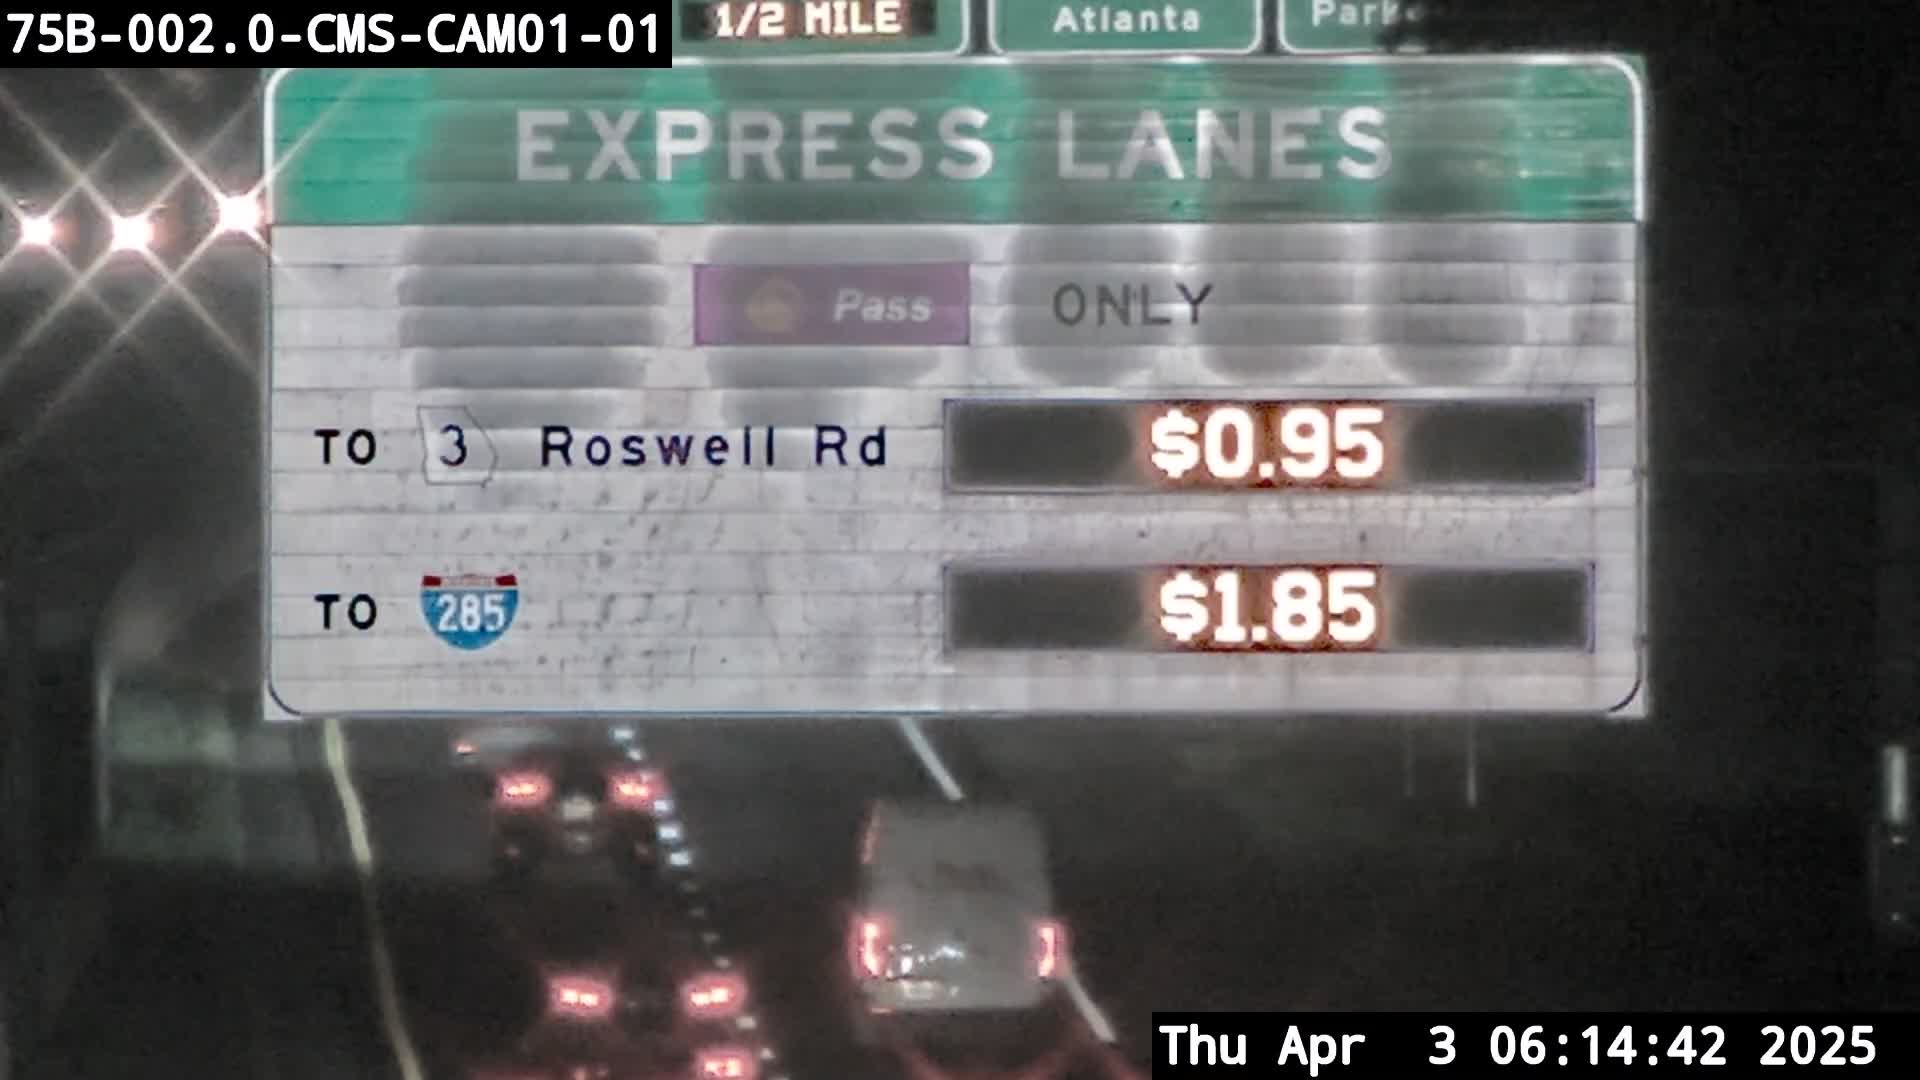 75B-002.0-CMS-CAM01-01
1/2 MILE
Atlanta
EXPRESS LANES
Pass ONLY
TO 3 Roswell Rd $0.95
TO 285 $1.85
Thu Apr 3 06:14:42 2025